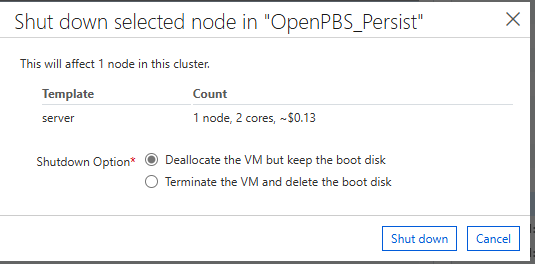 Shut down selected node in "OpenPBS_Persist"
This will affect 1 node in this cluster.
Template Count
server 1 node, 2 cores, ~$0.13
Shutdown Option* Deallocate the VM but keep the boot disk
Terminate the VM and delete the boot disk
Shut down Cancel